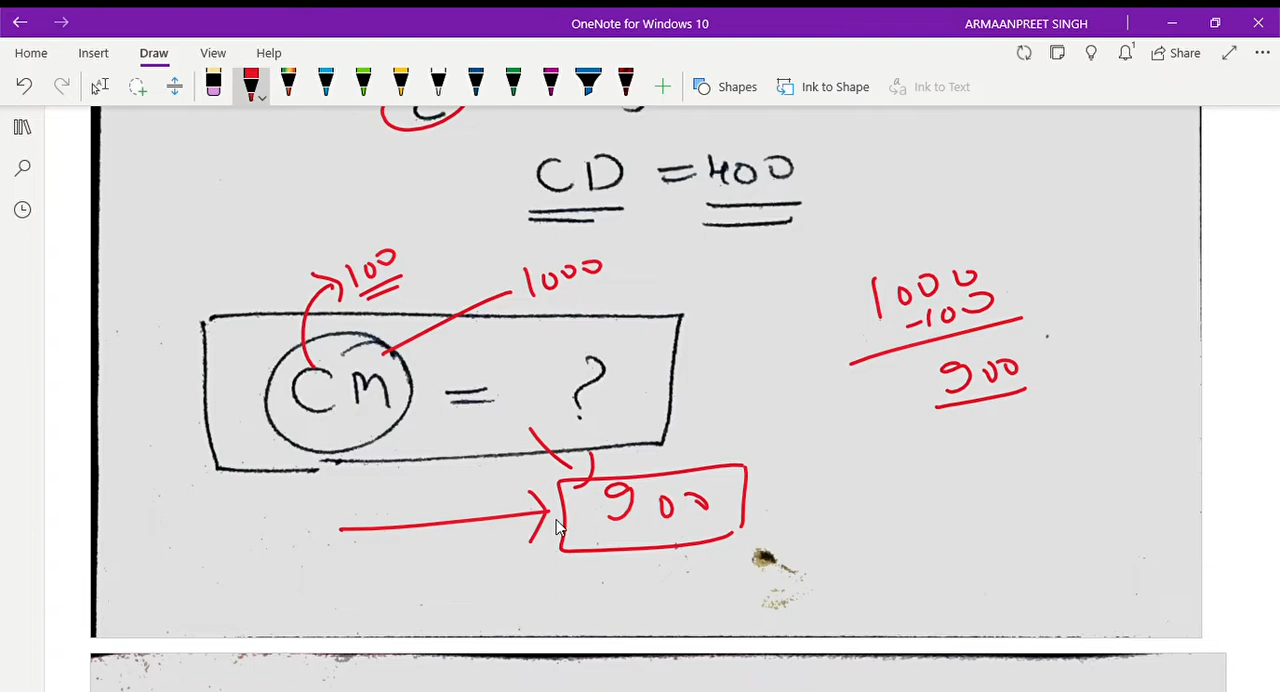 OneNote for Windows 10
ARMAANPREET SINGH
Home Insert Draw View Help
1
Share
Shapes
Ink to Shape
Ink to Text
C
CD = 400
100
1000
CM = ?
900
1000
-100
900